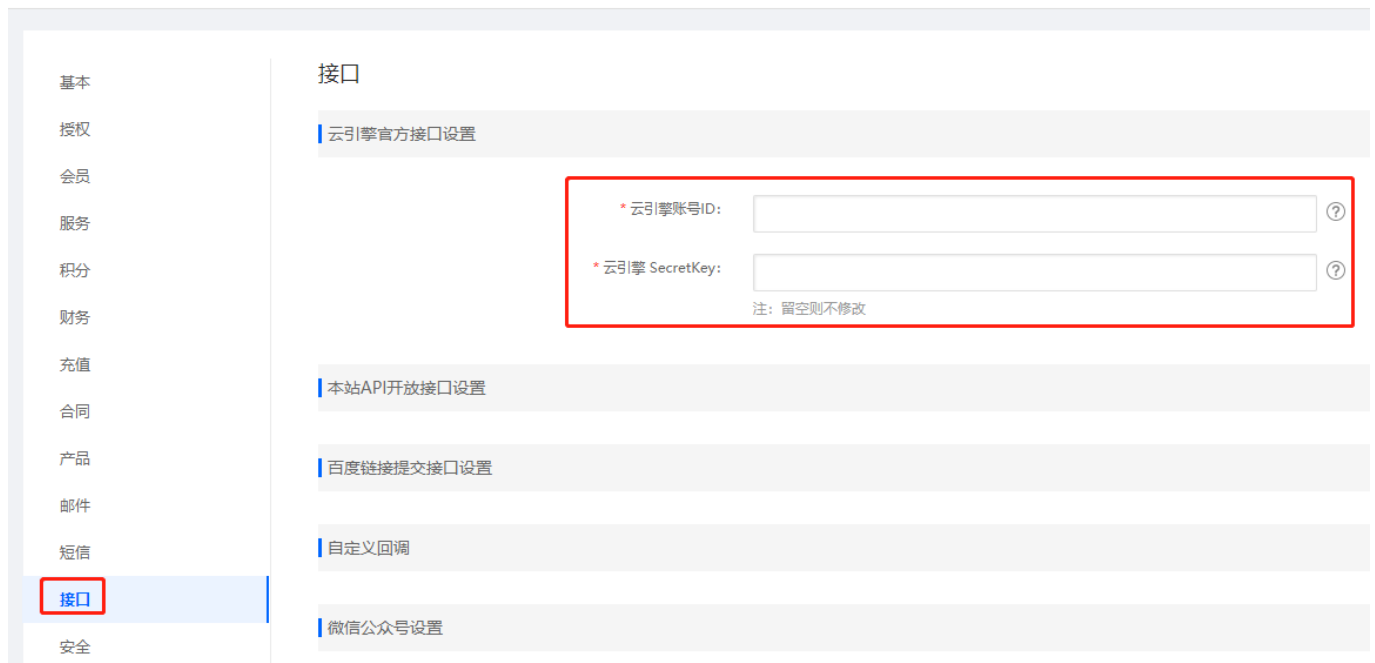 基本
授权
会员
服务
积分
财务
充值
合同
产品
邮件
短信
接口
安全
接口
云引擎官方接口设置
* 云引擎账号ID:
?
* 云引擎 SecretKey:
?
注：留空则不修改
本站API开放接口设置
百度链接提交接口设置
自定义回调
微信公众号设置